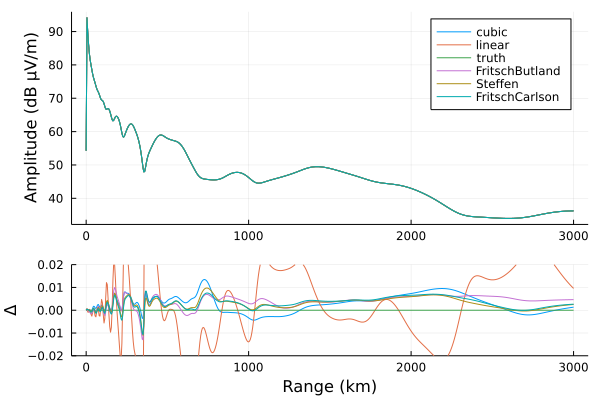 Amplitude (dB μV/m)
90
80
70
60
50
40
0
1000
2000
3000
cubic
linear
truth
FritschButland
Steffen
FritschCarlson
Δ
0.02
0.01
0.00
−0.01
−0.02
0
1000
2000
3000
Range (km)